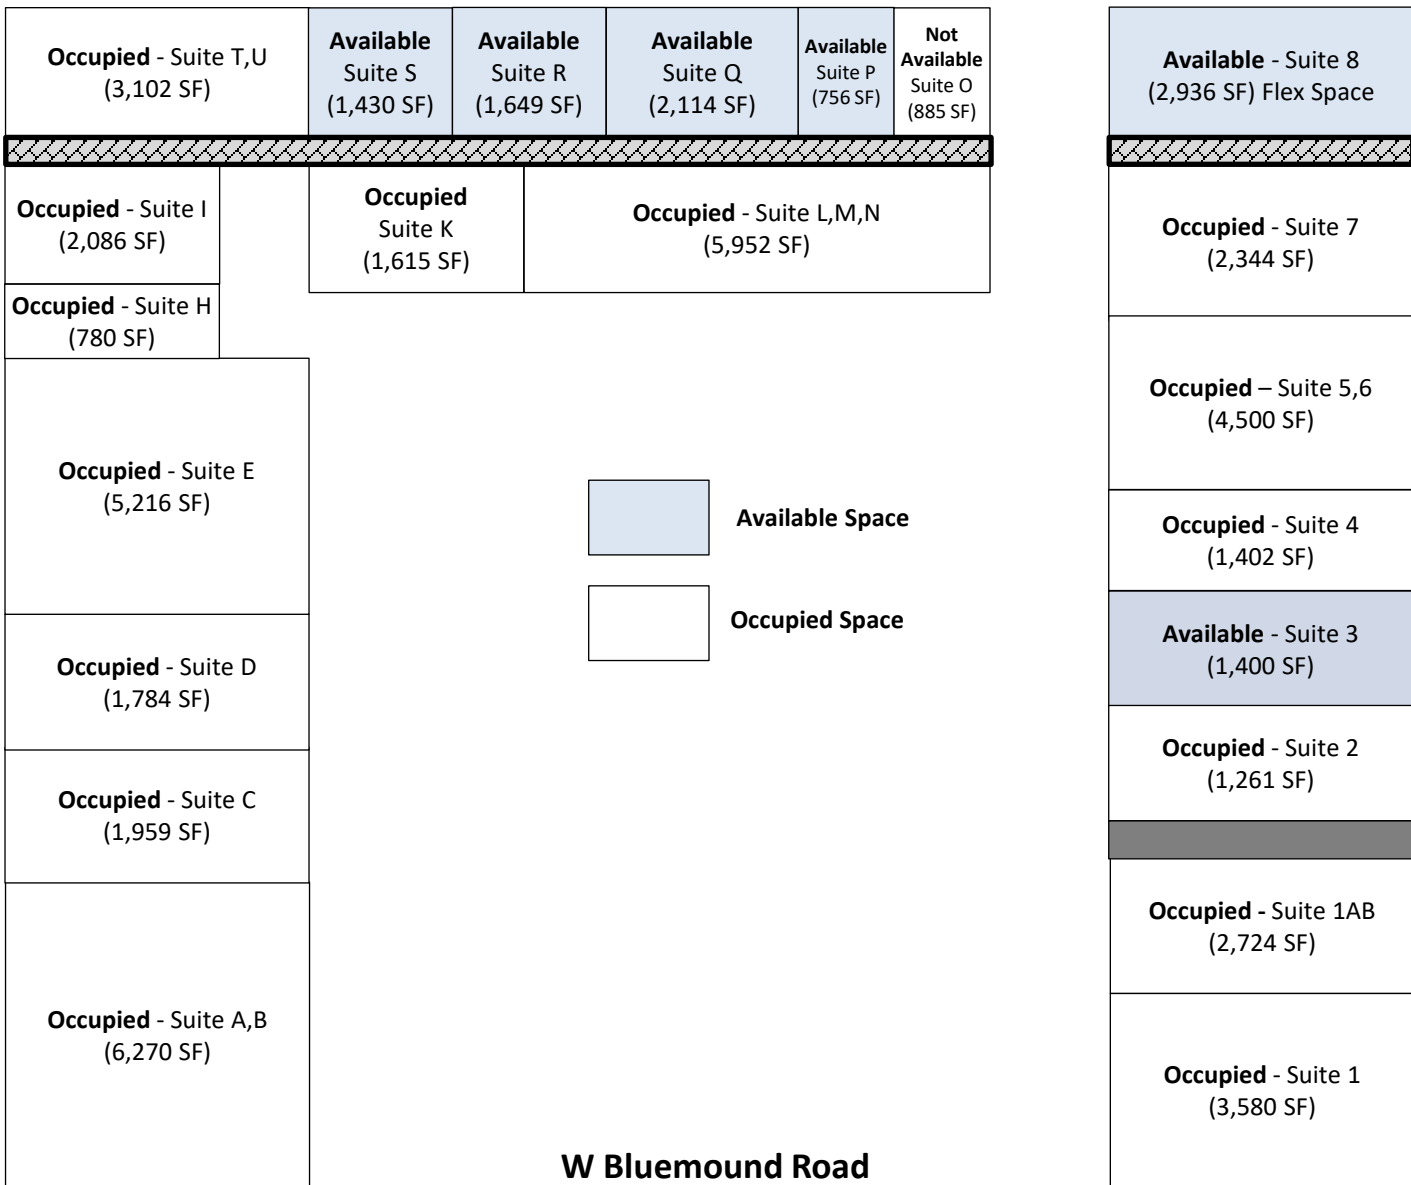 Occupied - Suite T,U
(3,102 SF)
Available
Suite S
(1,430 SF)
Available
Suite R
(1,649 SF)
Available
Suite Q
(2,114 SF)
Available
Suite P
(756 SF)
Not
Available
Suite O
(885 SF)
Available - Suite 8
(2,936 SF) Flex Space
Occupied - Suite I
(2,086 SF)
Occupied
Suite K
(1,615 SF)
Occupied - Suite L,M,N
(5,952 SF)
Occupied - Suite 7
(2,344 SF)
Occupied - Suite H
(780 SF)
Occupied – Suite 5,6
(4,500 SF)
Occupied - Suite E
(5,216 SF)
Available Space
Occupied - Suite 4
(1,402 SF)
Occupied Space
Available - Suite 3
(1,400 SF)
Occupied - Suite D
(1,784 SF)
Occupied - Suite 2
(1,261 SF)
Occupied - Suite C
(1,959 SF)
Occupied - Suite 1AB
(2,724 SF)
Occupied - Suite A,B
(6,270 SF)
Occupied - Suite 1
(3,580 SF)
W Bluemound Road